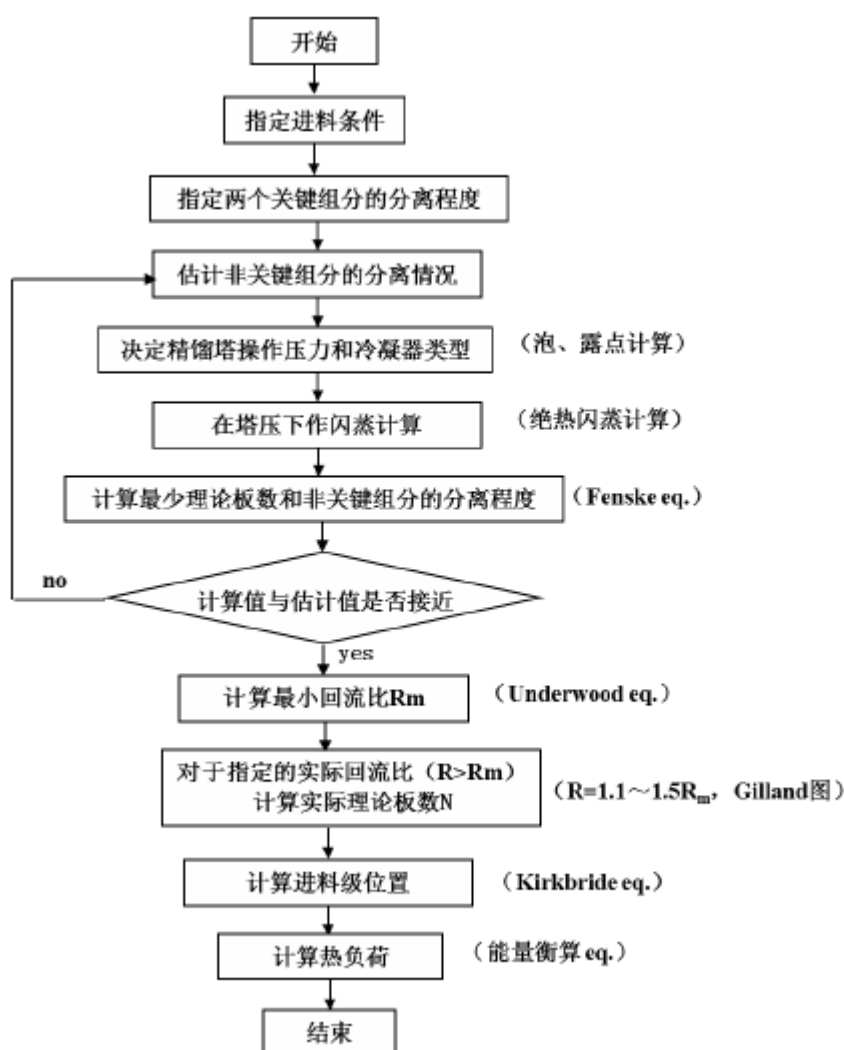 开始
指定进料条件
指定两个关键组分的分离程度
估计非关键组分的分离情况
决定精馏塔操作压力和冷凝器类型
（泡、露点计算）
在塔压下作闪蒸计算
（绝热闪蒸计算）
计算最少理论板数和非关键组分的分离程度
（Fenske eq.）
no
计算值与估计值是否接近
yes
计算最小回流比Rm
（Underwood eq.）
对于指定的实际回流比（R>Rm）
计算实际理论板数N
（R=1.1～1.5Rₘ，Gilland图）
计算进料级位置
（Kirkbride eq.）
计算热负荷
（能量衡算 eq.）
结束